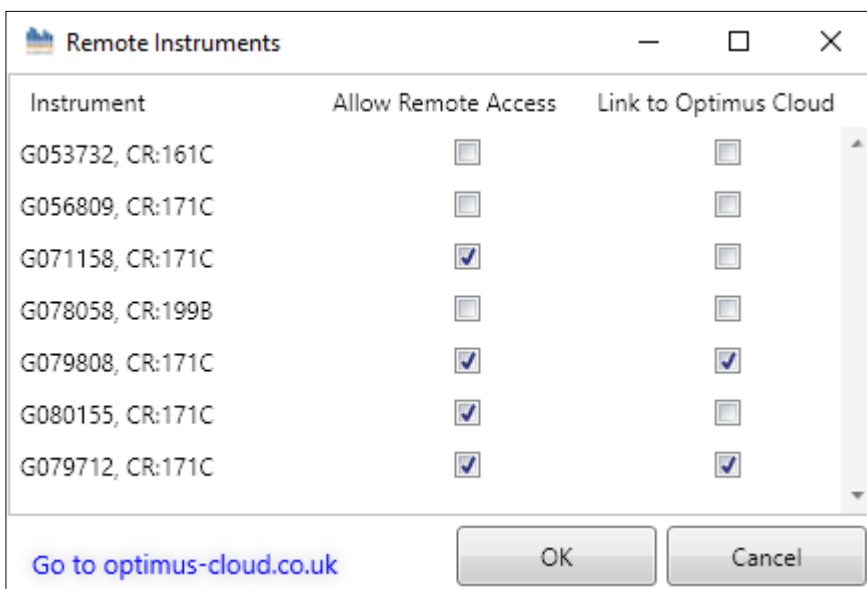 Remote Instruments
Instrument Allow Remote Access Link to Optimus Cloud
G053732, CR:161C
G056809, CR:171C
G071158, CR:171C
G078058, CR:199B
G079808, CR:171C
G080155, CR:171C
G079712, CR:171C
Go to optimus-cloud.co.uk OK Cancel